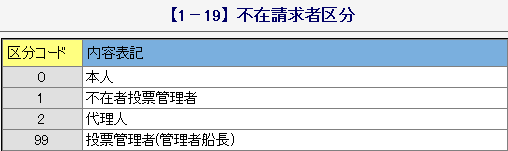 【1－19】不在請求者区分
区分コード 内容表記
0 本人
1 不在者投票管理者
2 代理人
99 投票管理者(管理者船長)